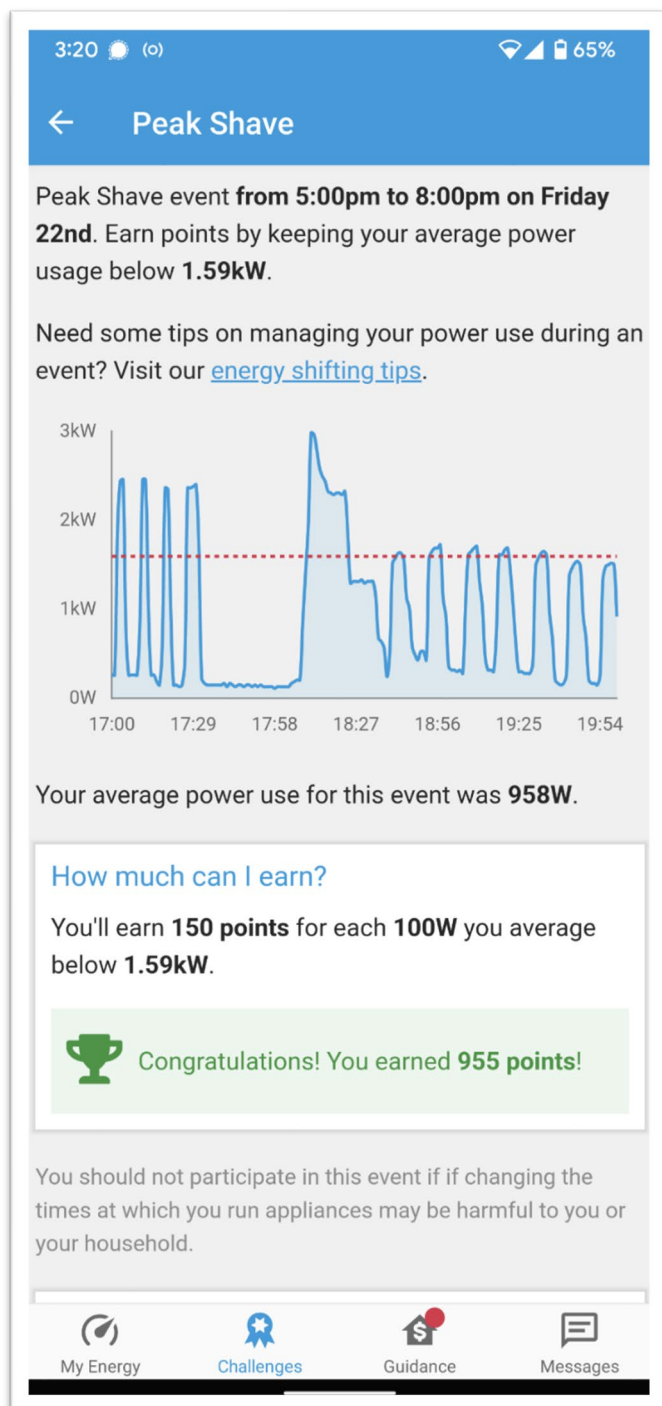 3:20 65%
Peak Shave
Peak Shave event from 5:00pm to 8:00pm on Friday
22nd. Earn points by keeping your average power
usage below 1.59kW.
Need some tips on managing your power use during an
event? Visit our energy shifting tips.
3kW
2kW
1kW
0W
17:00 17:29 17:58 18:27 18:56 19:25 19:54
Your average power use for this event was 958W.
How much can I earn?
You'll earn 150 points for each 100W you average
below 1.59kW.
Congratulations! You earned 955 points!
You should not participate in this event if if changing the
times at which you run appliances may be harmful to you or
your household.
My Energy Challenges Guidance Messages